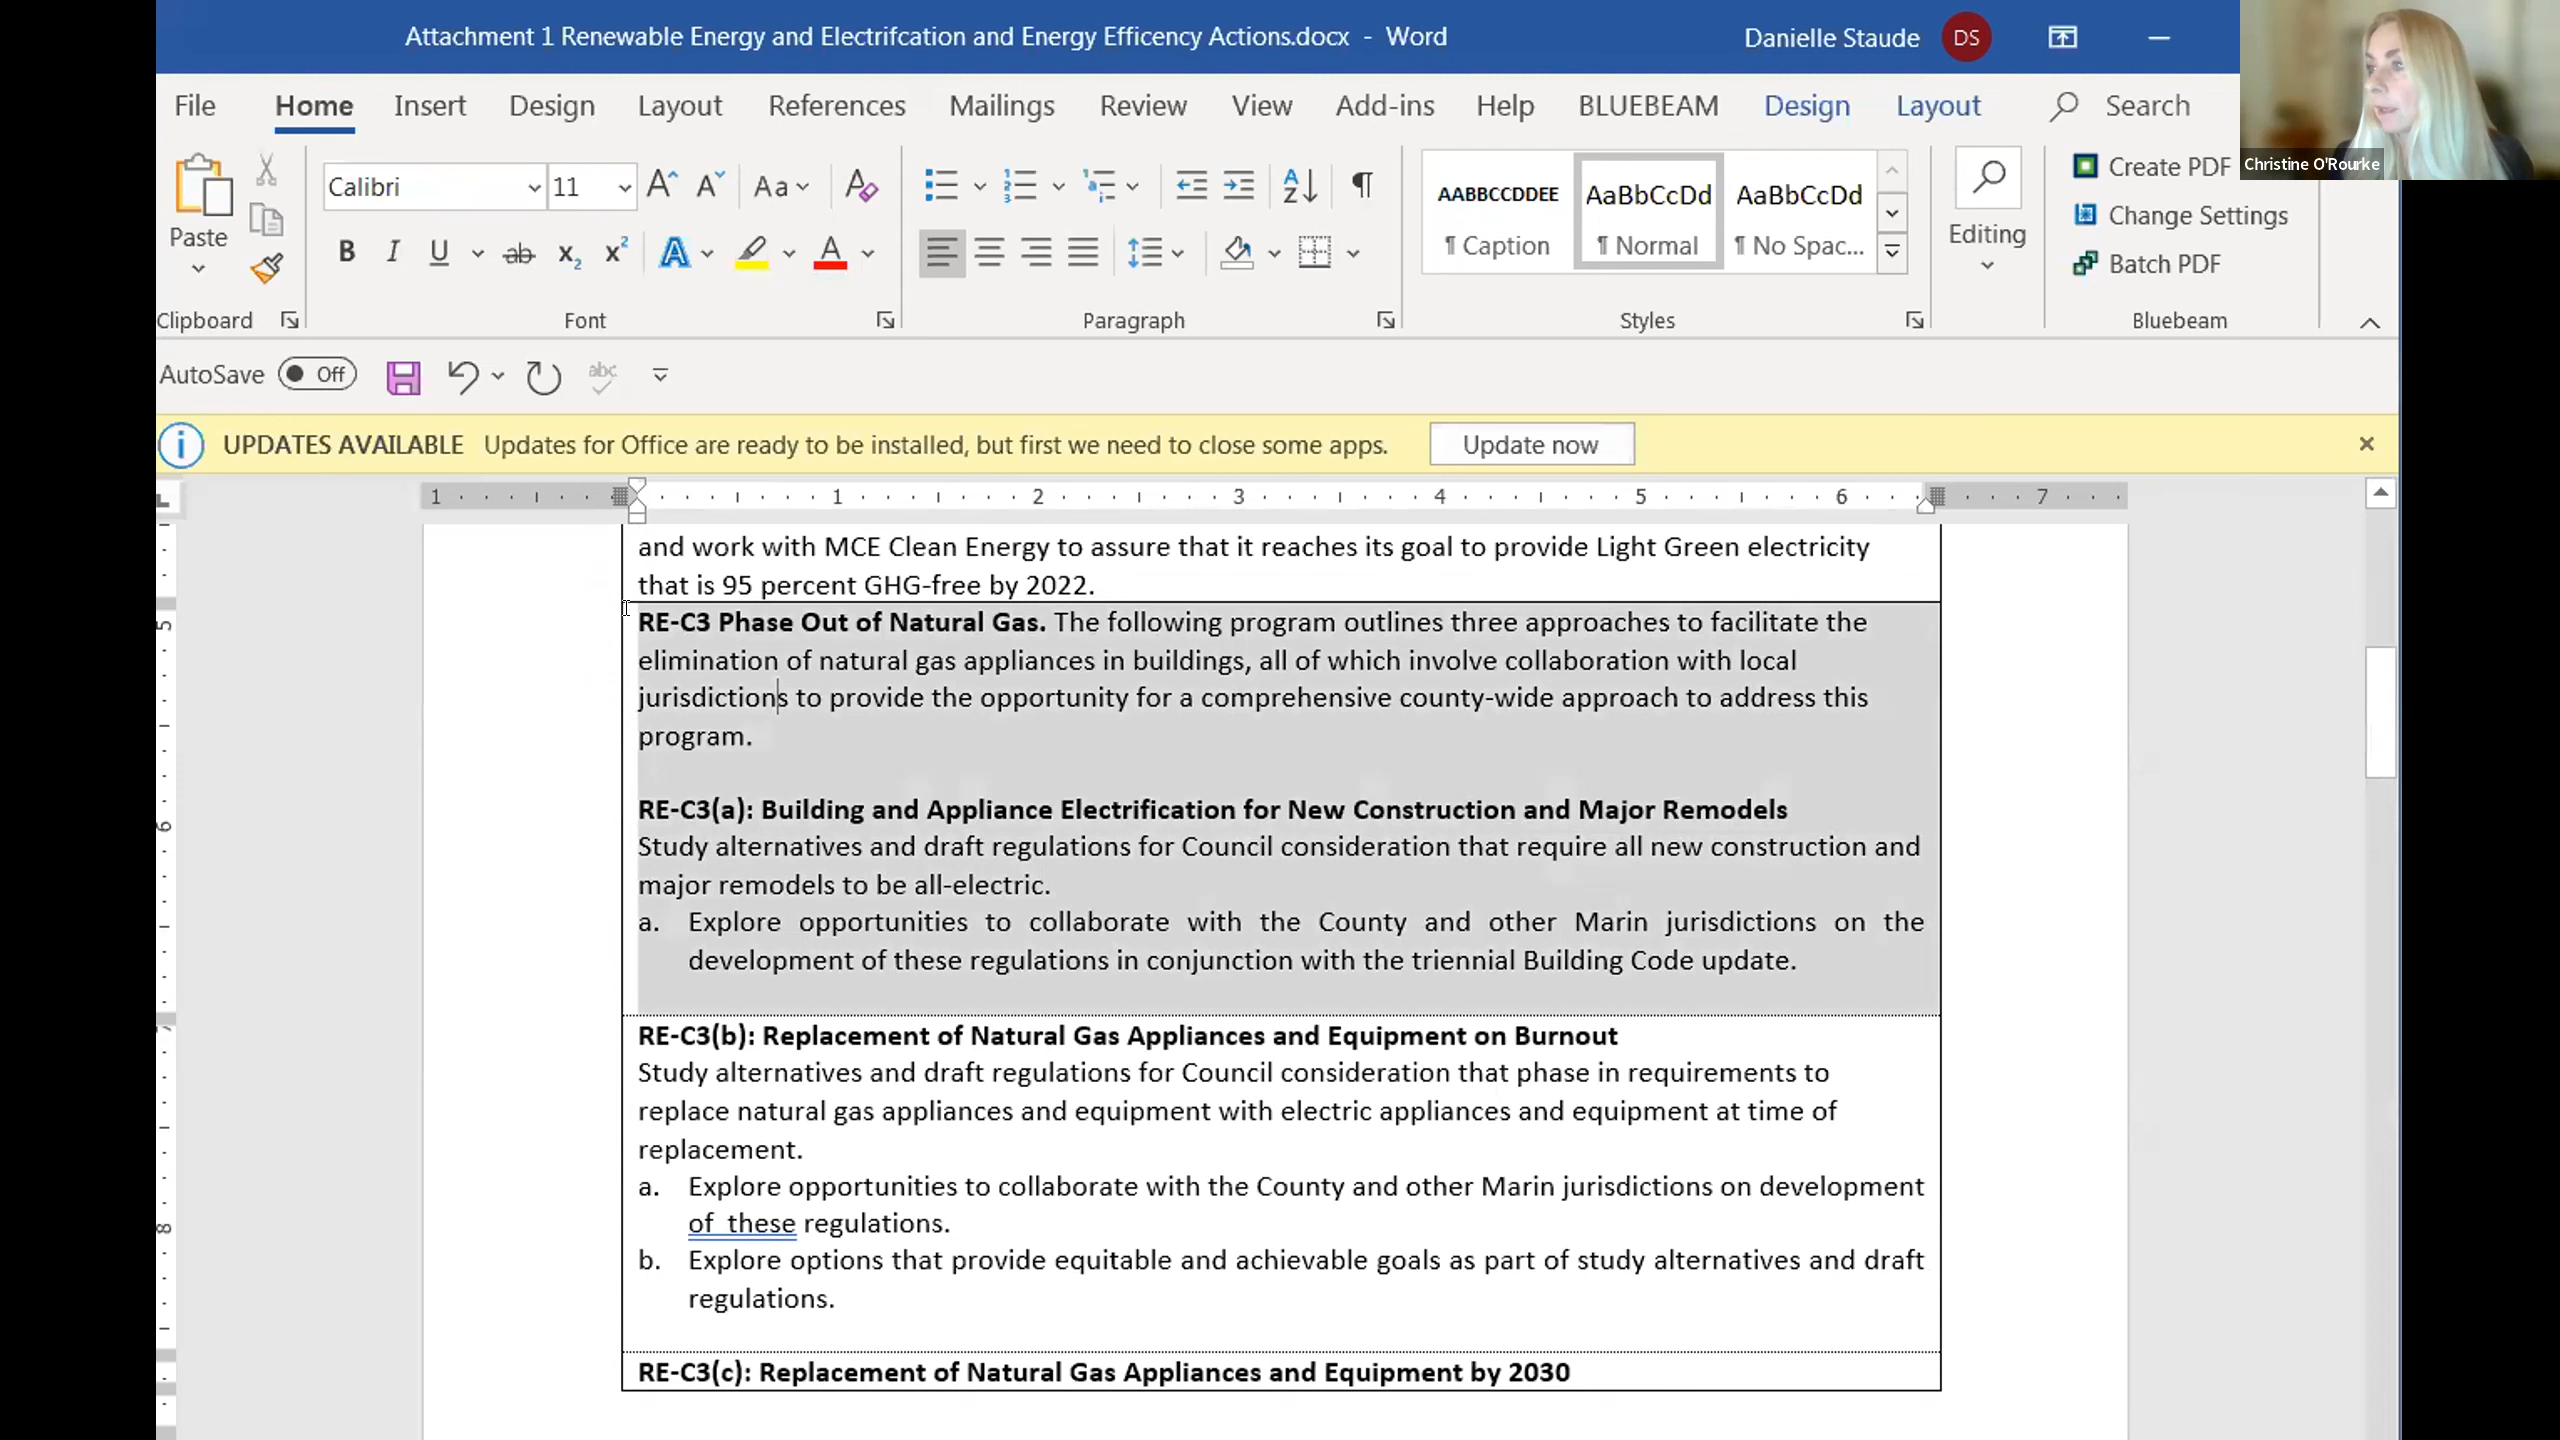 Attachment 1 Renewable Energy and Electrifcation and Energy Efficency Actions.docx - Word
Danielle Staude DS
Christine O'Rourke
File Home Insert Design Layout References Mailings Review View Add-ins Help BLUEBEAM Design Layout Search
Paste
Calibri 11 Aa
B I U ab x2 x2 A A
AABBCCDDEE AaBbCcDd AaBbCcDd
¶ Caption ¶ Normal ¶ No Spac...
Editing
Create PDF
Change Settings
Batch PDF
Clipboard Font Paragraph Styles Bluebeam
AutoSave Off abc
UPDATES AVAILABLE Updates for Office are ready to be installed, but first we need to close some apps. Update now
1 1 2 3 4 5 6 7
and work with MCE Clean Energy to assure that it reaches its goal to provide Light Green electricity
that is 95 percent GHG-free by 2022.
RE-C3 Phase Out of Natural Gas. The following program outlines three approaches to facilitate the
elimination of natural gas appliances in buildings, all of which involve collaboration with local
jurisdictions to provide the opportunity for a comprehensive county-wide approach to address this
program.
RE-C3(a): Building and Appliance Electrification for New Construction and Major Remodels
Study alternatives and draft regulations for Council consideration that require all new construction and
major remodels to be all-electric.
a. Explore opportunities to collaborate with the County and other Marin jurisdictions on the
development of these regulations in conjunction with the triennial Building Code update.
RE-C3(b): Replacement of Natural Gas Appliances and Equipment on Burnout
Study alternatives and draft regulations for Council consideration that phase in requirements to
replace natural gas appliances and equipment with electric appliances and equipment at time of
replacement.
a. Explore opportunities to collaborate with the County and other Marin jurisdictions on development
of  these regulations.
b. Explore options that provide equitable and achievable goals as part of study alternatives and draft
regulations.
RE-C3(c): Replacement of Natural Gas Appliances and Equipment by 2030